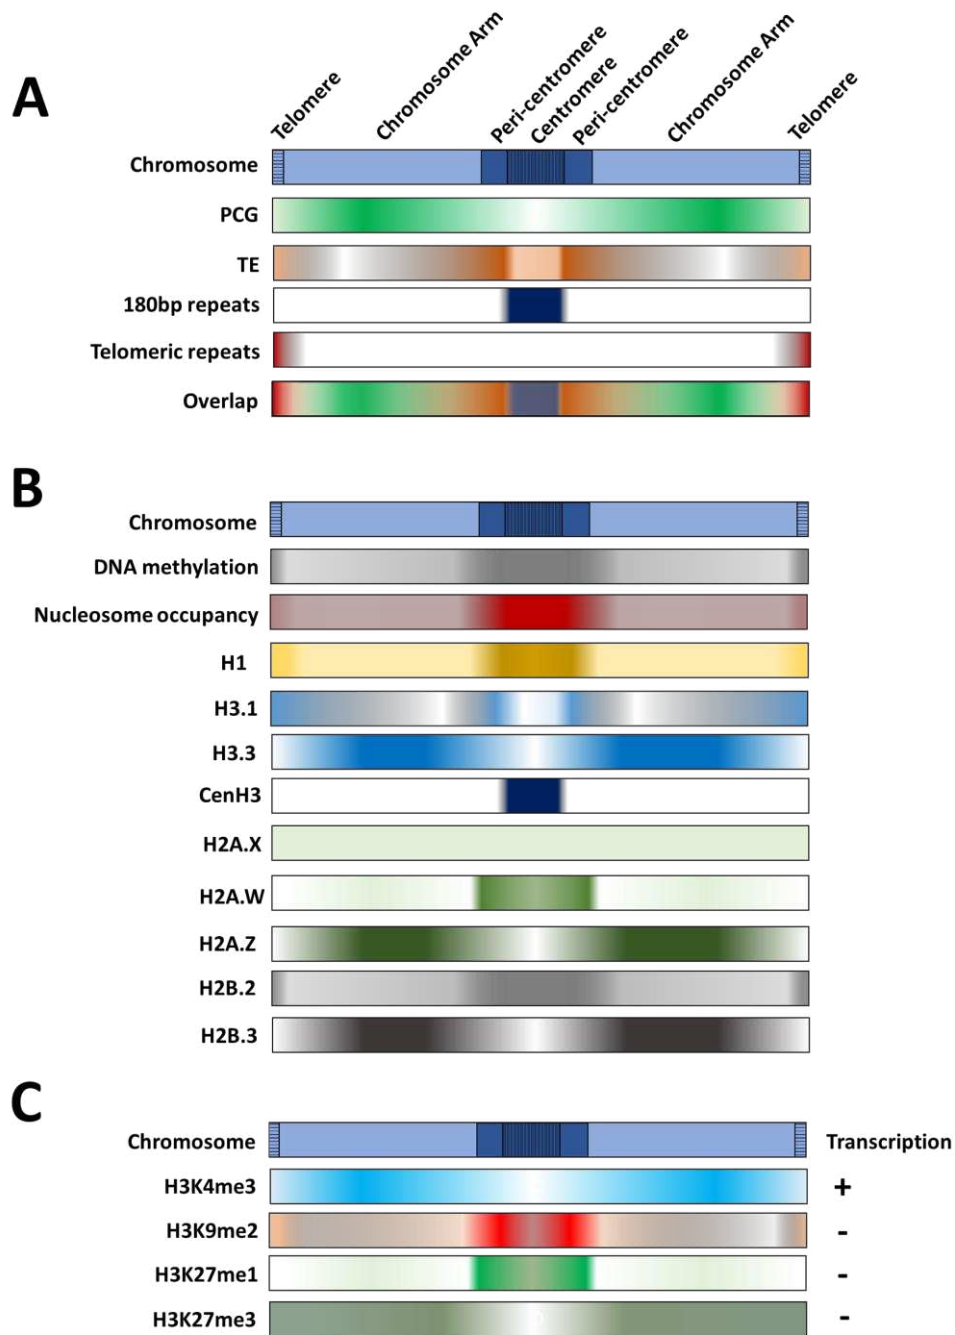 A
Telomere
Chromosome Arm
Peri-centromere
Centromere
Peri-centromere
Chromosome Arm
Telomere
Chromosome
PCG
TE
180bp repeats
Telomeric repeats
Overlap
B
Chromosome
DNA methylation
Nucleosome occupancy
H1
H3.1
H3.3
CenH3
H2A.X
H2A.W
H2A.Z
H2B.2
H2B.3
C
Chromosome Transcription
H3K4me3 +
H3K9me2 -
H3K27me1 -
H3K27me3 -